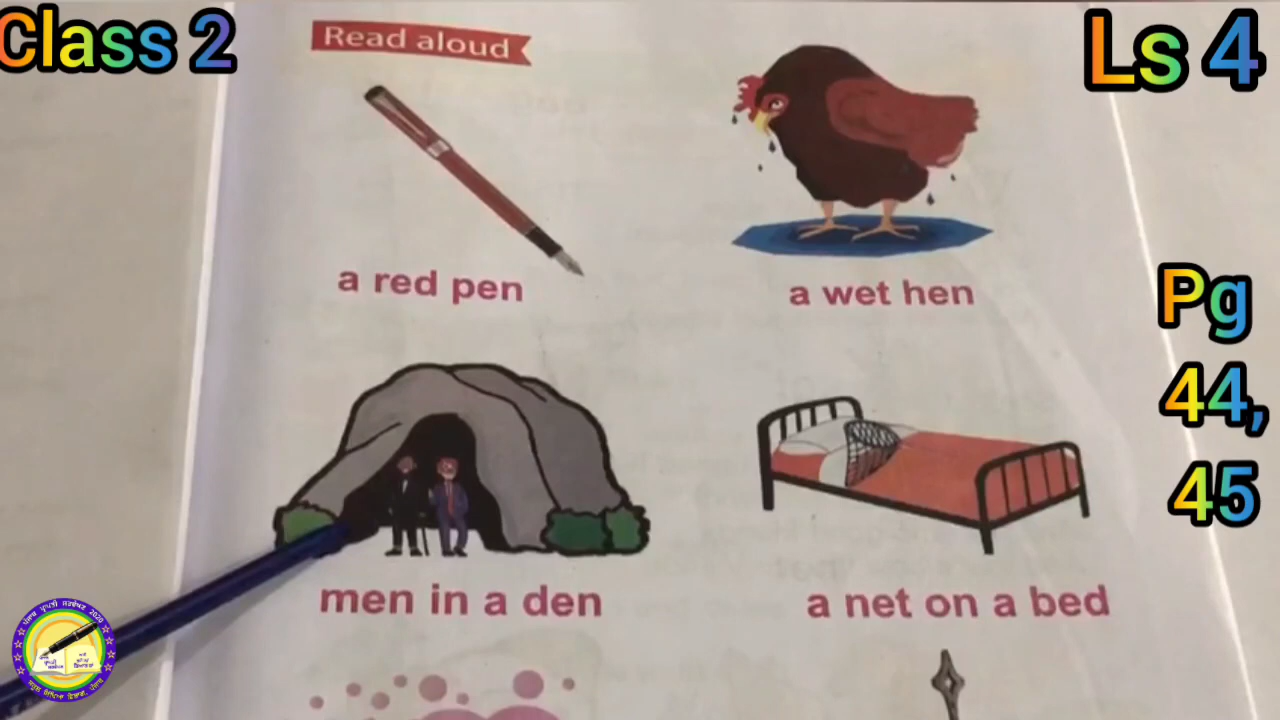 Class 2
Ls 4
Read aloud
a red pen
a wet hen
Pg
44,
45
men in a den
a net on a bed